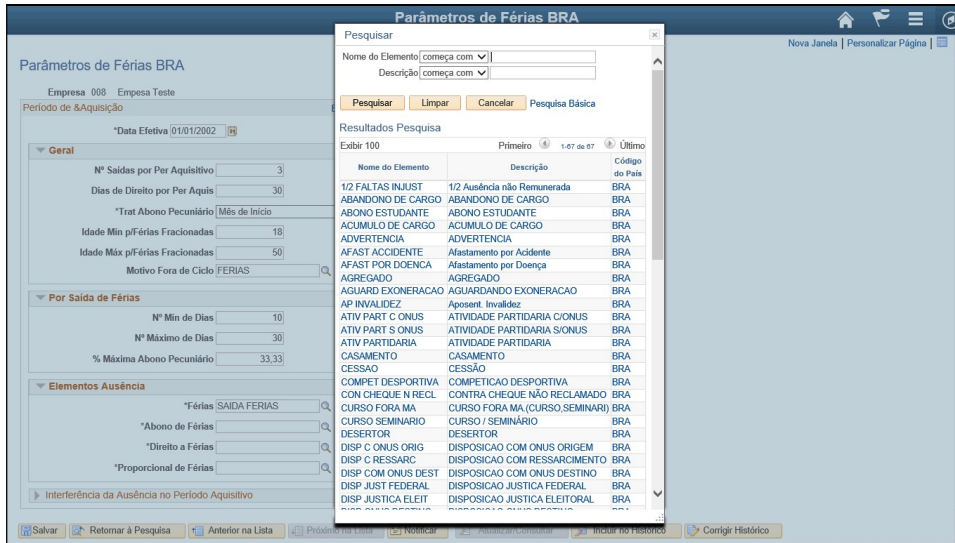 Parâmetros de Férias BRA
Nova Janela | Personalizar Página |
Parâmetros de Férias BRA
Empresa 008 Empesa Teste
Período de &Aquisição
*Data Efetiva 01/01/2002
Geral
Nº Saídas por Per Aquisitivo 3
Dias de Direito por Per Aquis 30
*Trat Abono Pecuniário Mês de Início
Idade Mín p/Férias Fracionadas 18
Idade Máx p/Férias Fracionadas 50
Motivo Fora de Ciclo FERIAS
Por Saída de Férias
Nº Mín de Dias 10
Nº Máximo de Dias 30
% Máxima Abono Pecuniário 33,33
Elementos Ausência
*Férias SAIDA FERIAS
*Abono de Férias
*Direito a Férias
*Proporcional de Férias
Interferência da Ausência no Período Aquisitivo
Salvar Retornar à Pesquisa Anterior na Lista Próximo na Lista Notificar Atualizar/Consultar Incluir no Histórico Corrigir Histórico
Pesquisar
Nome do Elemento começa com
Descrição começa com
Pesquisar Limpar Cancelar Pesquisa Básica
Resultados Pesquisa
Exibir 100 Primeiro 1-67 de 67 Último
Nome do Elemento Descrição Código do País
1/2 FALTAS INJUST 1/2 Ausência não Remunerada BRA
ABANDONO DE CARGO ABANDONO DE CARGO BRA
ABONO ESTUDANTE ABONO ESTUDANTE BRA
ACUMULO DE CARGO ACUMULO DE CARGO BRA
ADVERTENCIA ADVERTENCIA BRA
AFAST ACCIDENTE Afastamento por Acidente BRA
AFAST POR DOENCA Afastamento por Doença BRA
AGREGADO AGREGADO BRA
AGUARD EXONERACAO AGUARDANDO EXONERACAO BRA
AP INVALIDEZ Aposent. Invalidez BRA
ATIV PART C ONUS ATIVIDADE PARTIDARIA C/ONUS BRA
ATIV PART S ONUS ATIVIDADE PARTIDARIA S/ONUS BRA
ATIV PARTIDARIA ATIVIDADE PARTIDARIA BRA
CASAMENTO CASAMENTO BRA
CESSAO CESSÃO BRA
COMPET DESPORTIVA COMPETICAO DESPORTIVA BRA
CON CHEQUE N RECL CONTRA CHEQUE NÃO RECLAMADO BRA
CURSO FORA MA CURSO FORA MA (CURSO,SEMINARI) BRA
CURSO SEMINARIO CURSO / SEMINÁRIO BRA
DESERTOR DESERTOR BRA
DISP C ONUS ORIG DISPOSICAO COM ONUS ORIGEM BRA
DISP C RESSARC DISPOSICAO COM RESSARCIMENTO BRA
DISP COM ONUS DEST DISPOSICAO COM ONUS DESTINO BRA
DISP JUST FEDERAL DISPOSICAO JUSTICA FEDERAL BRA
DISP JUSTICA ELEIT DISPOSICAO JUSTICA ELEITORAL BRA